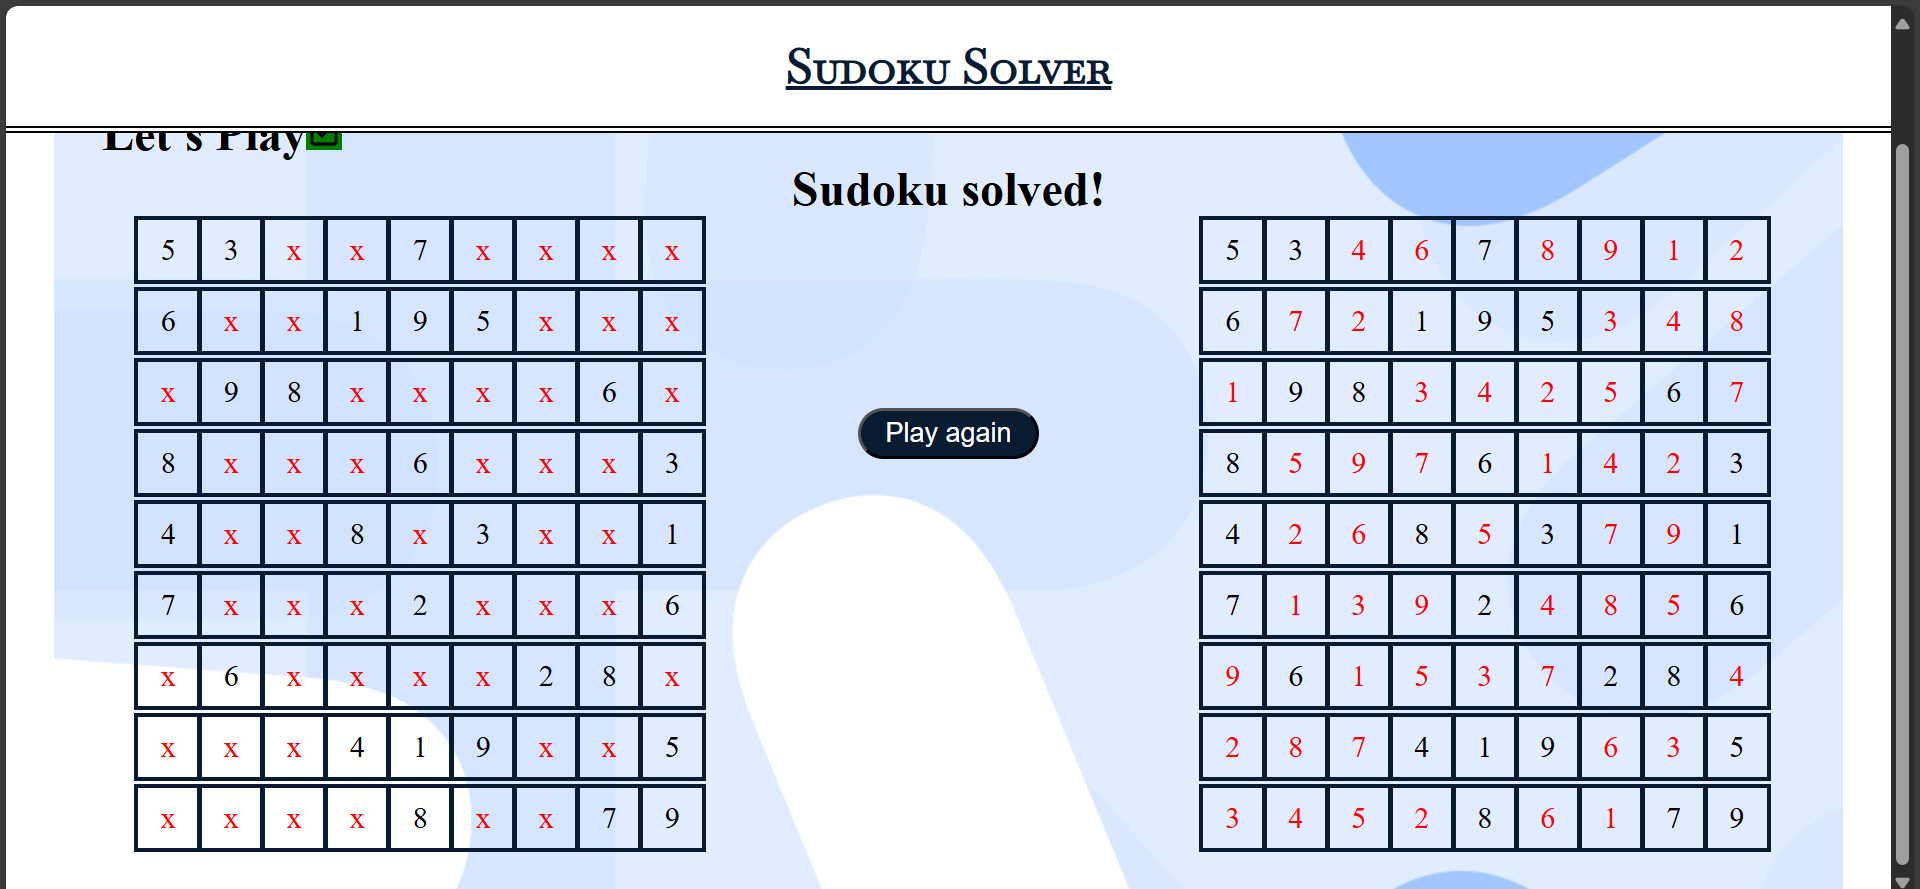 Sudoku Solver
Let's Play
Sudoku solved!
5 3 x x 7 x x x x
6 x x 1 9 5 x x x
x 9 8 x x x x 6 x
8 x x x 6 x x x 3
4 x x 8 x 3 x x 1
7 x x x 2 x x x 6
x 6 x x x x 2 8 x
x x x 4 1 9 x x 5
x x x x 8 x x 7 9
Play again
5 3 4 6 7 8 9 1 2
6 7 2 1 9 5 3 4 8
1 9 8 3 4 2 5 6 7
8 5 9 7 6 1 4 2 3
4 2 6 8 5 3 7 9 1
7 1 3 9 2 4 8 5 6
9 6 1 5 3 7 2 8 4
2 8 7 4 1 9 6 3 5
3 4 5 2 8 6 1 7 9